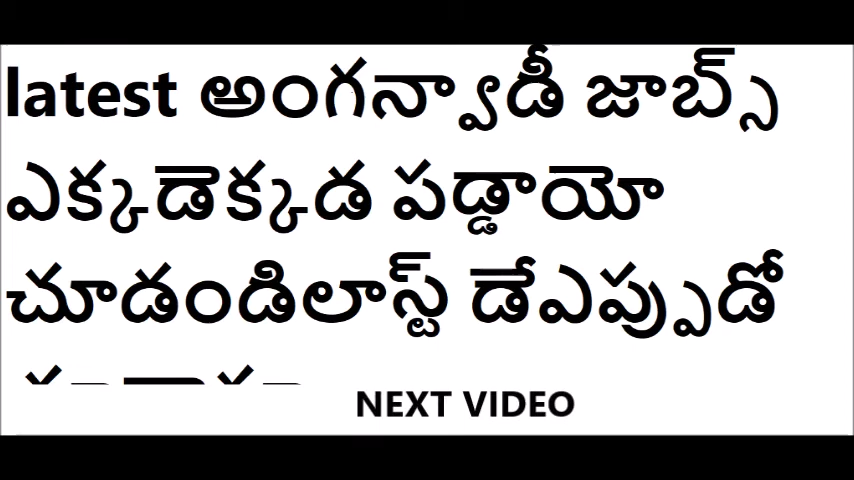 latest అంగన్వాడీ జాబ్స్
ఎక్కడెక్కడ పడ్డాయో
చూడండిలాస్ట్ డేఎప్పుడో
NEXT VIDEO